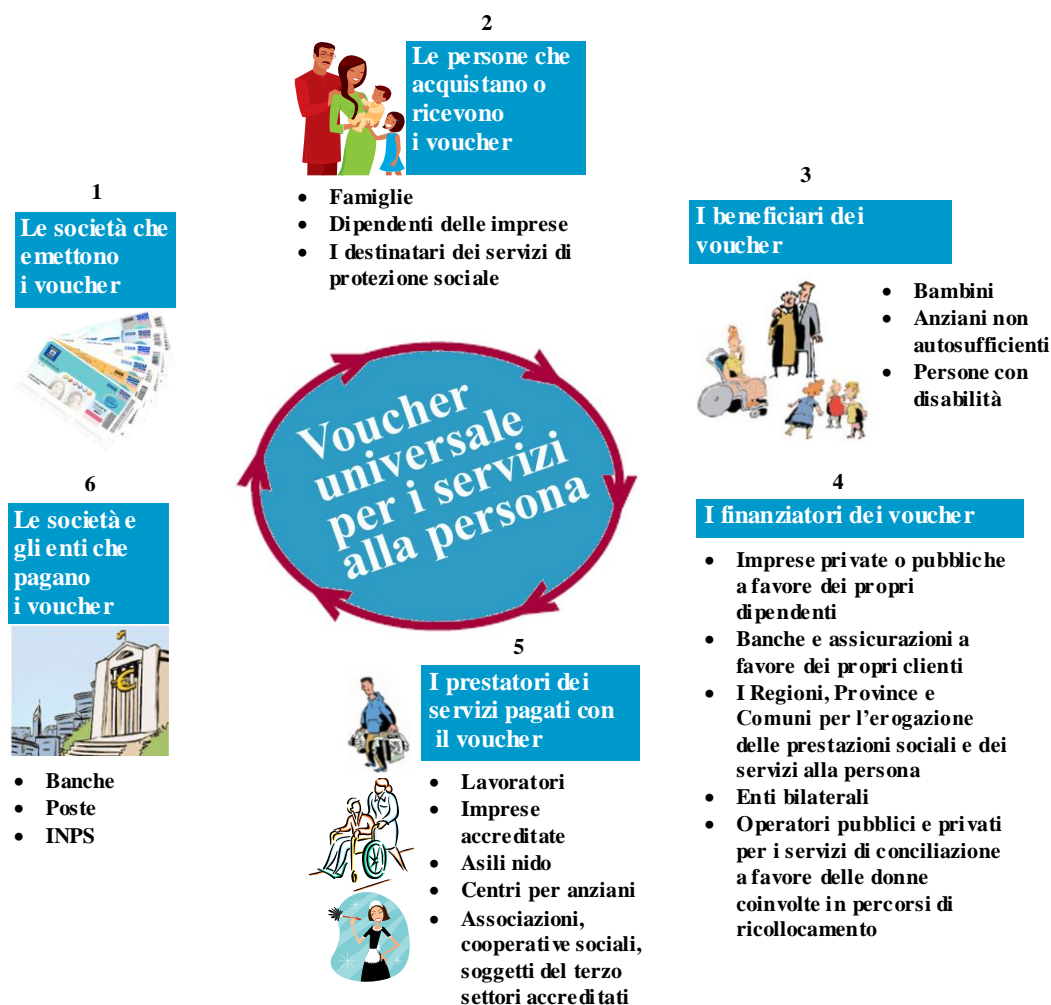 1
Le società che
emettono
i voucher
2
Le persone che
acquistano o
ricevono
i voucher
• Famiglie
• Dipendenti delle imprese
• I destinatari dei servizi di
protezione sociale
3
I beneficiari dei
voucher
• Bambini
• Anziani non
autosufficienti
• Persone con
disabilità
Voucher
universale
per i servizi
alla persona
4
I finanziatori dei voucher
• Imprese private o pubbliche
a favore dei propri
dipendenti
• Banche e assicurazioni a
favore dei propri clienti
• I Regioni, Province e
Comuni per l'erogazione
delle prestazioni sociali e dei
servizi alla persona
• Enti bilaterali
• Operatori pubblici e privati
per i servizi di conciliazione
a favore delle donne
coinvolte in percorsi di
ricollocamento
5
I prestatori dei
servizi pagati con
il voucher
• Lavoratori
• Imprese
accreditate
• Asili nido
• Centri per anziani
• Associazioni,
cooperative sociali,
soggetti del terzo
settori accreditati
6
Le società e
gli enti che
pagano
i voucher
€
• Banche
• Poste
• INPS